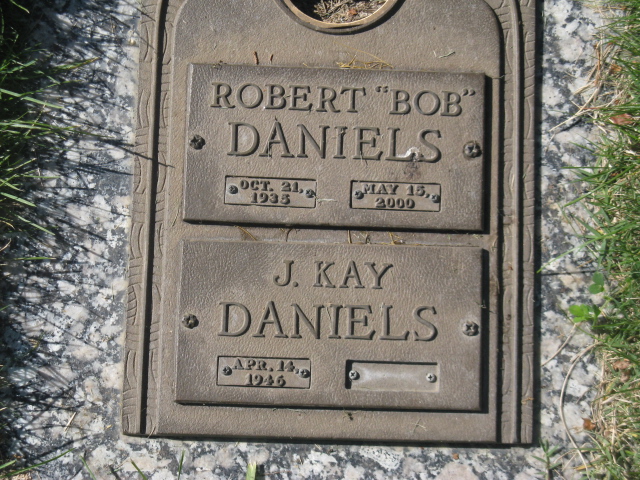 ROBERT "BOB"
DANIELS
OCT. 21, MAY 15,
1935 2000
J. KAY
DANIELS
APR. 14,
1946